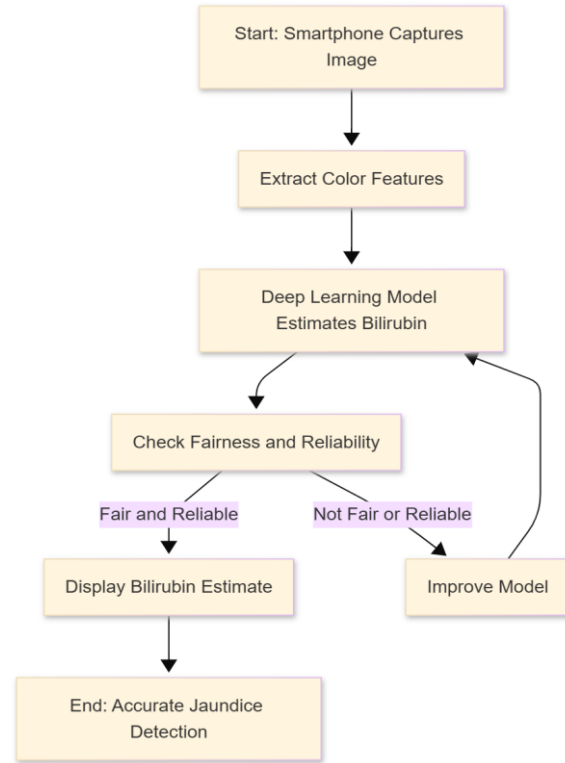 Start: Smartphone Captures
Image
Extract Color Features
Deep Learning Model
Estimates Bilirubin
Check Fairness and Reliability
Fair and Reliable
Not Fair or Reliable
Display Bilirubin Estimate
Improve Model
End: Accurate Jaundice
Detection